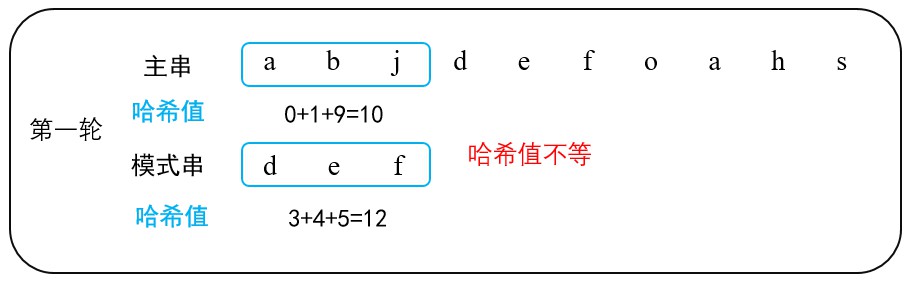 主串 a b j d e f o a h s
哈希值 0+1+9=10
第一轮
模式串 d e f 哈希值不等
哈希值 3+4+5=12